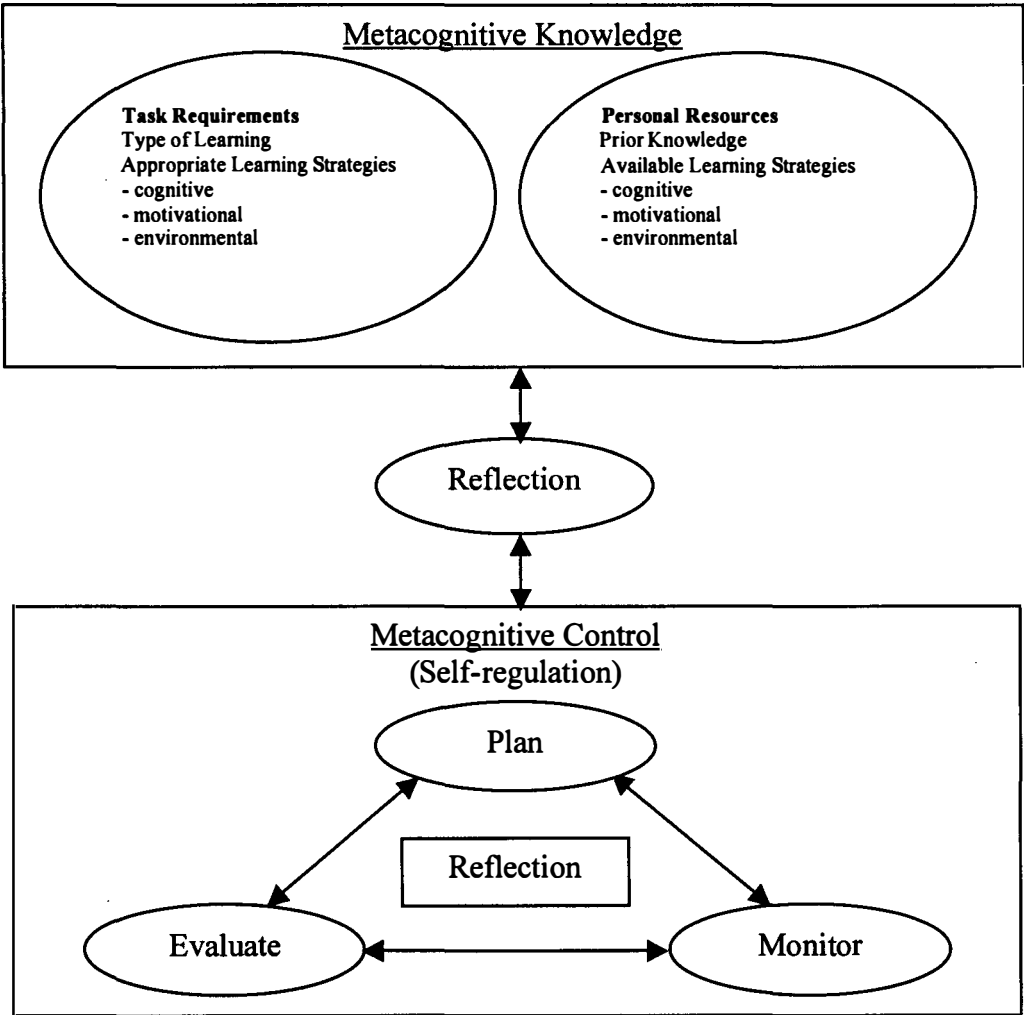 Metacognitive Knowledge
Task Requirements
Type of Learning
Appropriate Learning Strategies
- cognitive
- motivational
- environmental
Personal Resources
Prior Knowledge
Available Learning Strategies
- cognitive
- motivational
- environmental
Reflection
Metacognitive Control
(Self-regulation)
Plan
Reflection
Evaluate
Monitor